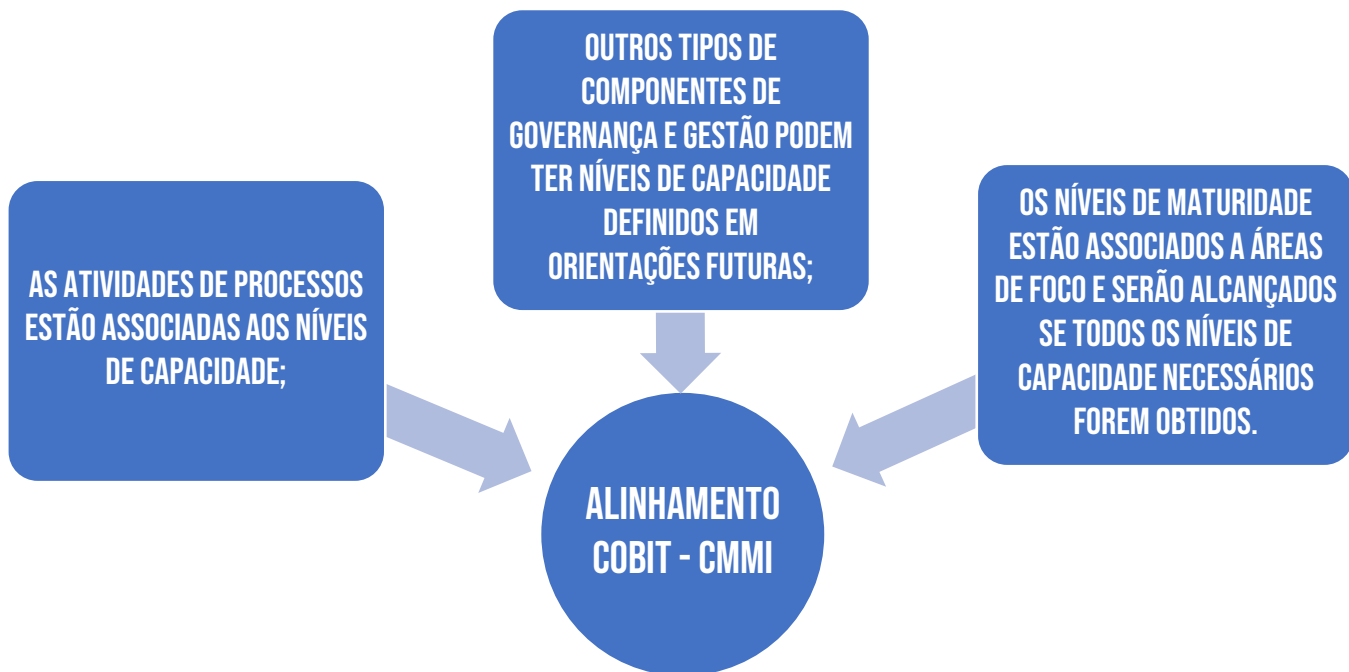 OUTROS TIPOS DE
COMPONENTES DE
GOVERNANÇA E GESTÃO PODEM
TER NÍVEIS DE CAPACIDADE
DEFINIDOS EM
ORIENTAÇÕES FUTURAS;
AS ATIVIDADES DE PROCESSOS
ESTÃO ASSOCIADAS AOS NÍVEIS
DE CAPACIDADE;
OS NÍVEIS DE MATURIDADE
ESTÃO ASSOCIADOS A ÁREAS
DE FOCO E SERÃO ALCANÇADOS
SE TODOS OS NÍVEIS DE
CAPACIDADE NECESSÁRIOS
FOREM OBTIDOS.
ALINHAMENTO
COBIT - CMMI